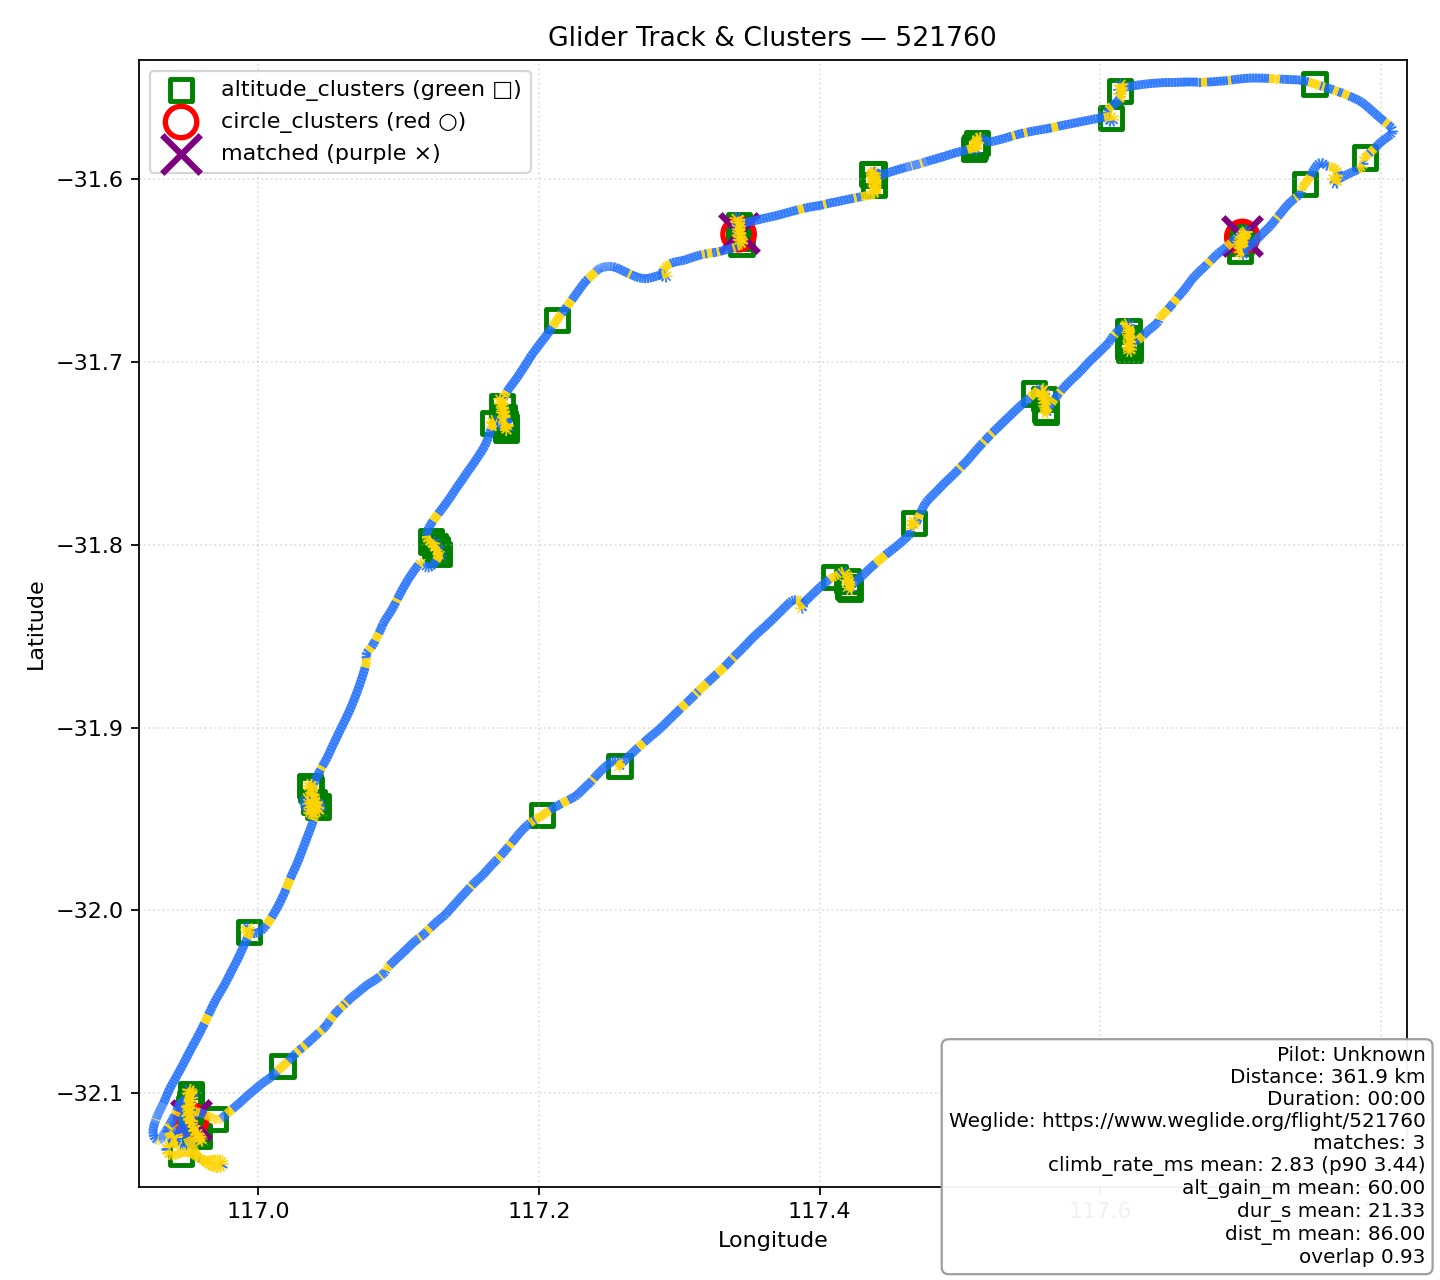 Glider Track & Clusters — 521760
altitude_clusters (green □)
circle_clusters (red ○)
matched (purple ×)
−31.6
−31.7
−31.8
−31.9
−32.0
−32.1
Latitude
117.0
117.2
117.4
117.6
Longitude
Pilot: Unknown
Distance: 361.9 km
Duration: 00:00
Weglide: https://www.weglide.org/flight/521760
matches: 3
climb_rate_ms mean: 2.83 (p90 3.44)
alt_gain_m mean: 60.00
dur_s mean: 21.33
dist_m mean: 86.00
overlap 0.93